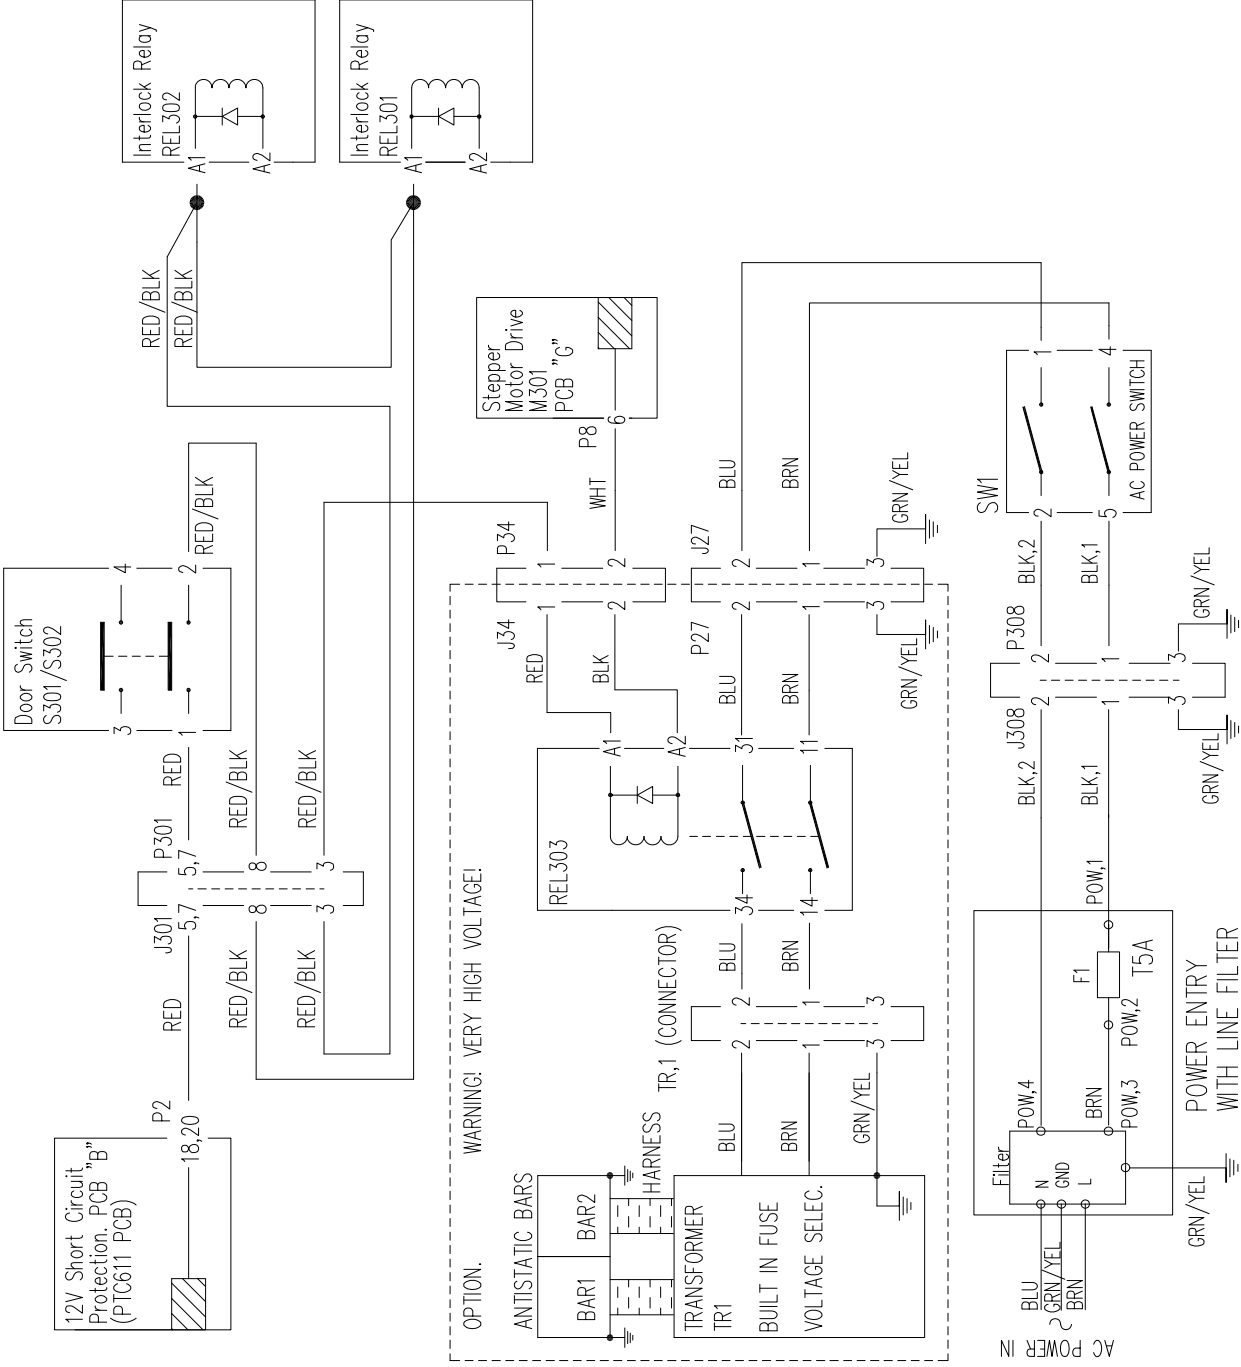 12V Short Circuit
Protection. PCB "B"
(PTC611 PCB)
P2
18,20
RED
J301
5,7
8
3
P301
5,7
8
3
RED/BLK
RED/BLK
RED
RED/BLK
RED/BLK
Door Switch
S301/S302
3
1
4
2
RED/BLK
RED/BLK
RED/BLK
Interlock Relay
REL302
A1
A2
Interlock Relay
REL301
A1
A2
OPTION.
WARNING! VERY HIGH VOLTAGE!
ANTISTATIC BARS
BAR1
BAR2
HARNESS
TRANSFORMER
TR1
BUILT IN FUSE
VOLTAGE SELEC.
BLU
BRN
GRN/YEL
TR,1 (CONNECTOR)
2
1
3
2
1
3
BLU
BRN
REL303
34
14
A1
A2
31
11
RED
BLK
BLU
BRN
GRN/YEL
J34
1
2
P34
1
2
P27
2
1
3
J27
2
1
3
WHT
P8
6
Stepper
Motor Drive
M301
PCB "G"
BLU
BRN
GRN/YEL
AC POWER IN
BLU
GRN/YEL
BRN
Filter
N
GND
L
POW,4
BRN
POW,3
POW,2
F1
T5A
POW,1
GRN/YEL
POWER ENTRY
WITH LINE FILTER
BLK,2
BLK,1
GRN/YEL
J308
2
1
3
P308
2
1
3
GRN/YEL
BLK,2
BLK,1
SW1
2
5
1
4
AC POWER SWITCH